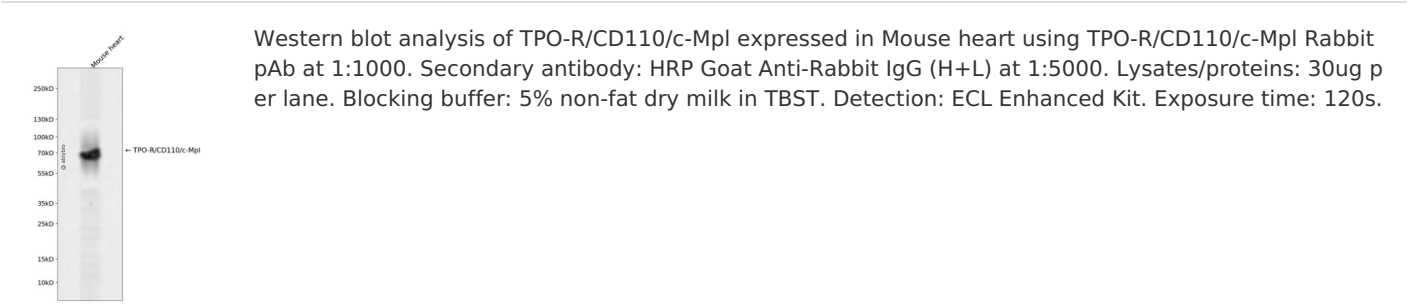 Mouse heart
250kD
130kD
100kD
70kD
55kD
35kD
25kD
15kD
10kD
@ abybio
← TPO-R/CD110/c-Mpl
Western blot analysis of TPO-R/CD110/c-Mpl expressed in Mouse heart using TPO-R/CD110/c-Mpl Rabbit
pAb at 1:1000. Secondary antibody: HRP Goat Anti-Rabbit IgG (H+L) at 1:5000. Lysates/proteins: 30ug p
er lane. Blocking buffer: 5% non-fat dry milk in TBST. Detection: ECL Enhanced Kit. Exposure time: 120s.